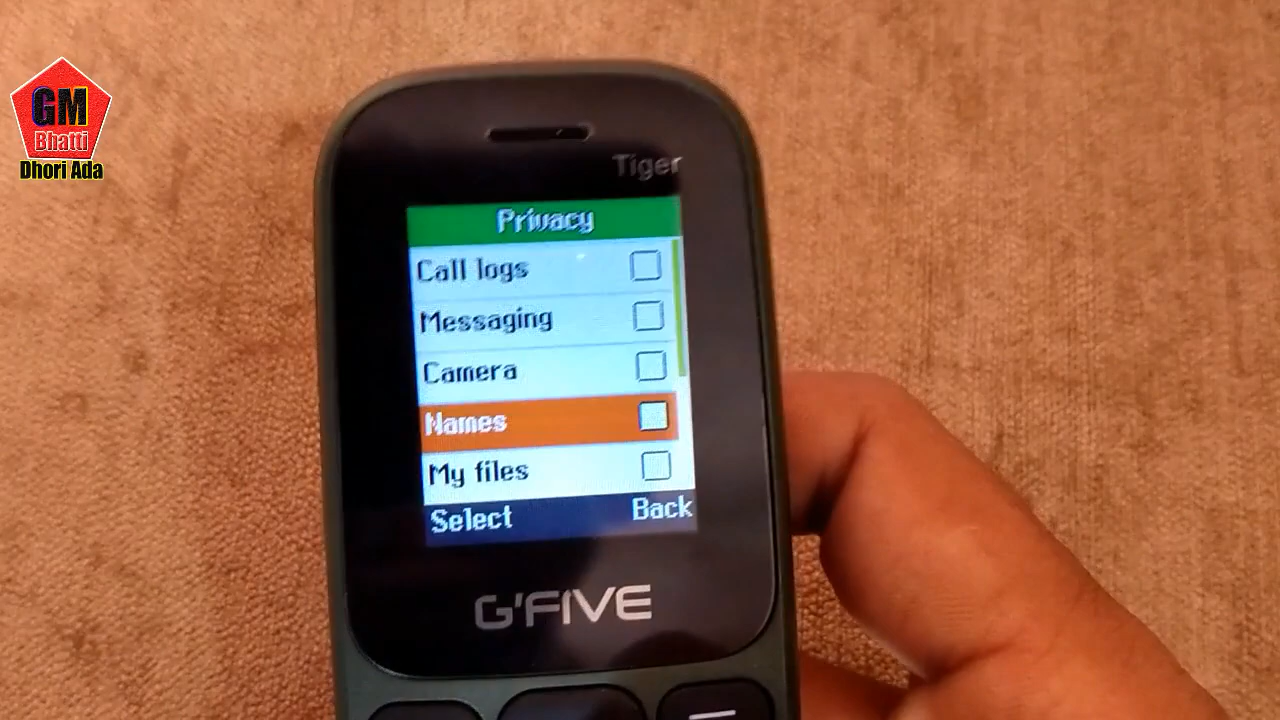 GM
Bhatti
Dhori Ada
Tiger
Privacy
Call logs
Messaging
Camera
Names
My files
Select Back
G'FIVE